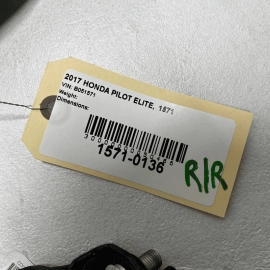 2017 HONDA PILOT ELITE, 1571
VIN: B051571
Weight:
Dimensions:
1571-0136
R/R